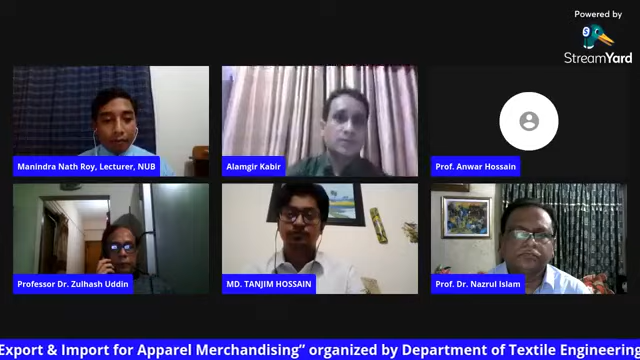 Powered by
StreamYard
Manindra Nath Roy, Lecturer, NUB
Alamgir Kabir
Prof. Anwar Hossain
Professor Dr. Zulhash Uddin
MD. TANJIM HOSSAIN
Prof. Dr. Nazrul Islam
Export & Import for Apparel Merchandising” organized by Department of Textile Engineering